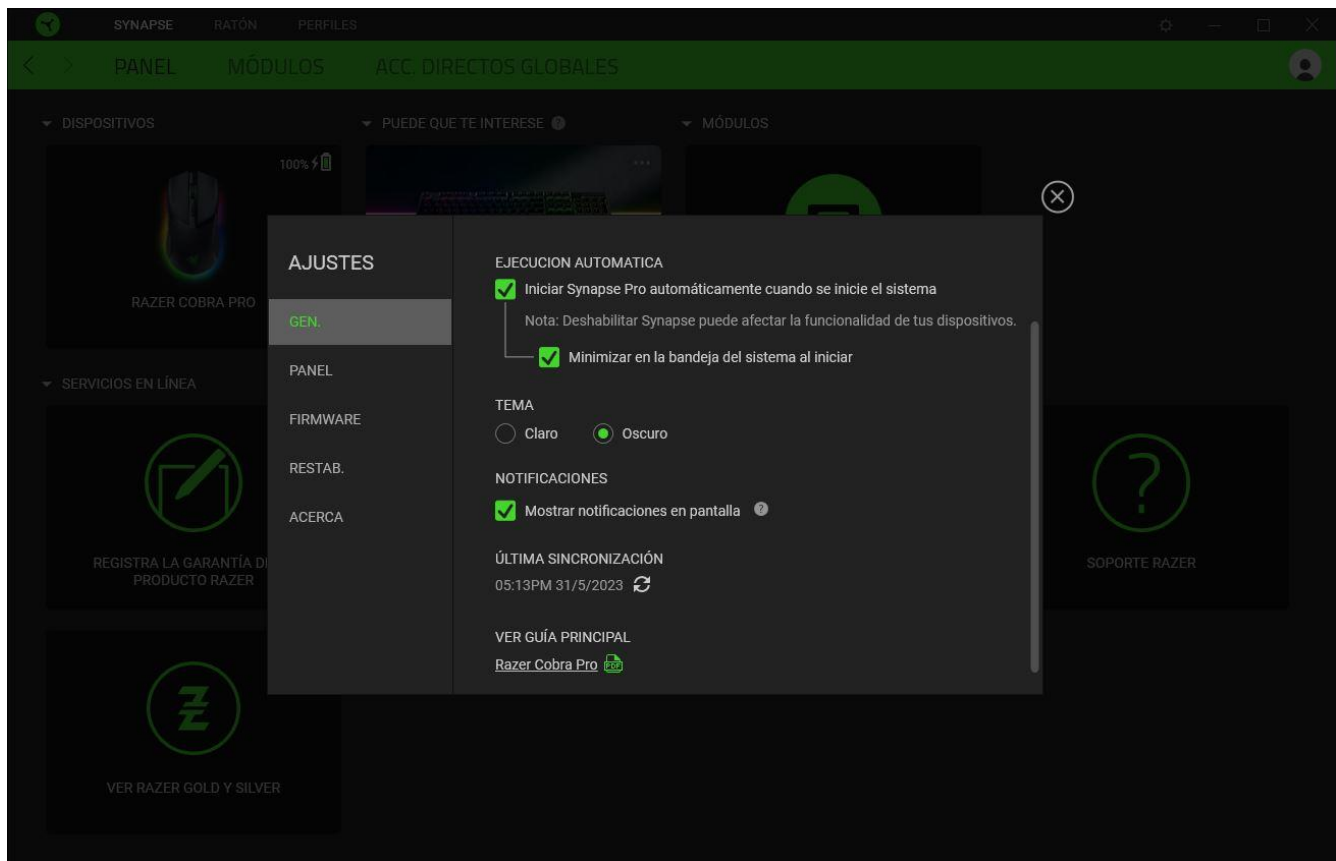 SYNAPSE RATÓN PERFILES
PANEL MÓDULOS ACC. DIRECTOS GLOBALES
DISPOSITIVOS
PUEDE QUE TE INTERESE ?
MÓDULOS
100%
RAZER COBRA PRO
SERVICIOS EN LÍNEA
REGISTRA LA GARANTÍA D
PRODUCTO RAZER
SOPORTE RAZER
VER RAZER GOLD Y SILVER
AJUSTES
GEN.
PANEL
FIRMWARE
RESTAB.
ACERCA
EJECUCION AUTOMATICA
Iniciar Synapse Pro automáticamente cuando se inicie el sistema
Nota: Deshabilitar Synapse puede afectar la funcionalidad de tus dispositivos.
Minimizar en la bandeja del sistema al iniciar
TEMA
Claro Oscuro
NOTIFICACIONES
Mostrar notificaciones en pantalla ?
ÚLTIMA SINCRONIZACIÓN
05:13PM 31/5/2023
VER GUÍA PRINCIPAL
Razer Cobra Pro PDF